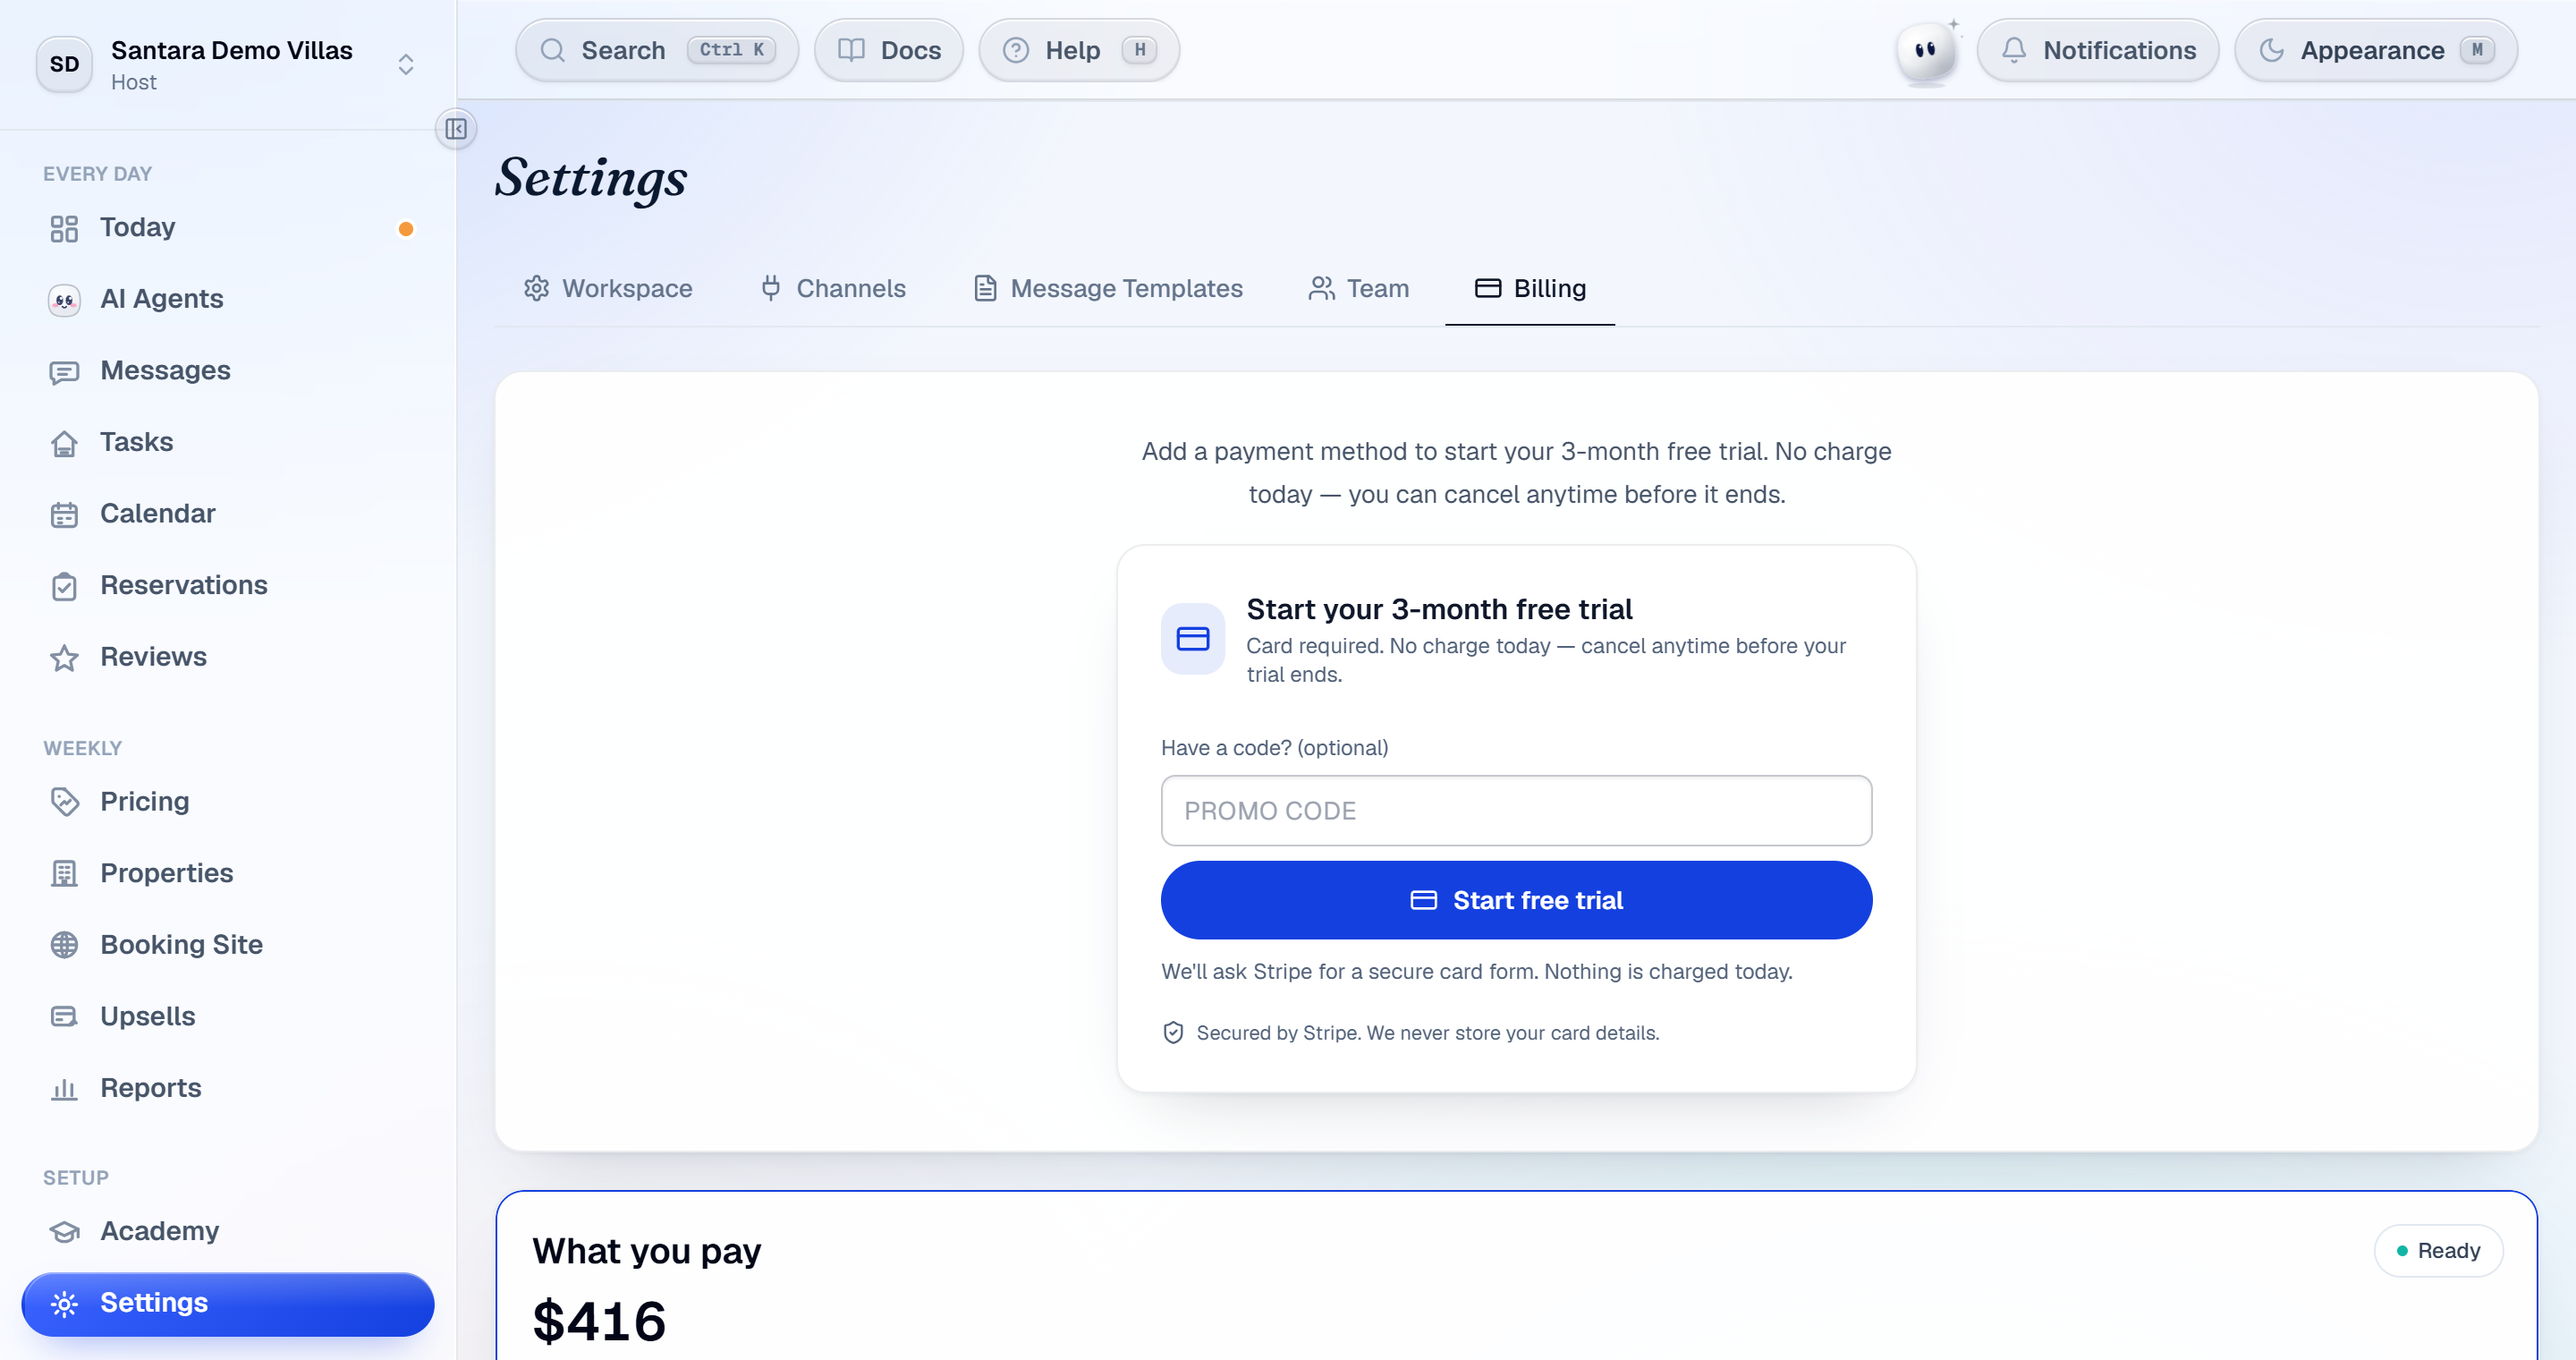 SD
Santara Demo Villas
Host
Search Ctrl K
Docs
Help H
Notifications
Appearance M
EVERY DAY
Today
AI Agents
Messages
Tasks
Calendar
Reservations
Reviews
WEEKLY
Pricing
Properties
Booking Site
Upsells
Reports
SETUP
Academy
Settings
Settings
Workspace
Channels
Message Templates
Team
Billing
Add a payment method to start your 3-month free trial. No charge
today — you can cancel anytime before it ends.
Start your 3-month free trial
Card required. No charge today — cancel anytime before your
trial ends.
Have a code? (optional)
PROMO CODE
Start free trial
We'll ask Stripe for a secure card form. Nothing is charged today.
Secured by Stripe. We never store your card details.
What you pay
Ready
$416